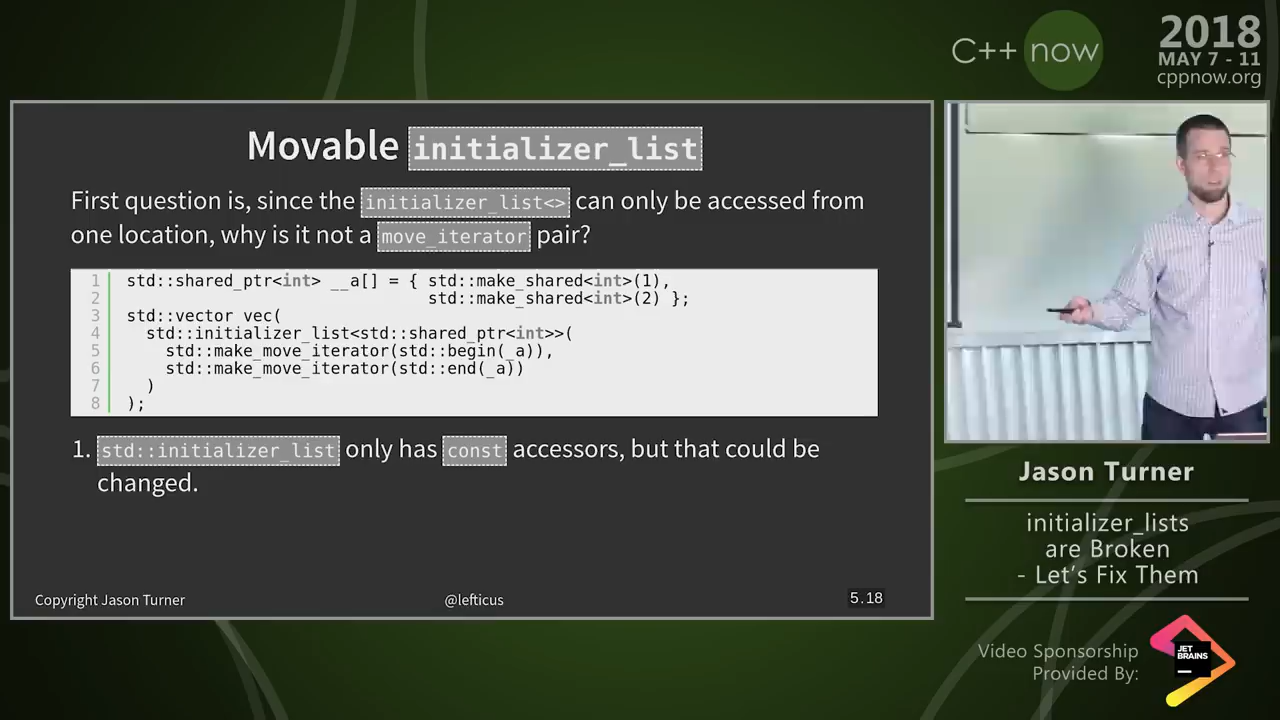 C++ now
2018
MAY 7 - 11
cppnow.org
Movable initializer_list
First question is, since the initializer_list<> can only be accessed from
one location, why is it not a move_iterator pair?
1 std::shared_ptr<int> __a[] = { std::make_shared<int>(1),
2 std::make_shared<int>(2) };
3 std::vector vec(
4 std::initializer_list<std::shared_ptr<int>>(
5 std::make_move_iterator(std::begin(_a)),
6 std::make_move_iterator(std::end(_a))
7 )
8 );
1. std::initializer_list only has const accessors, but that could be
changed.
Copyright Jason Turner
@lefticus
5.18
Jason Turner
initializer_lists
are Broken
- Let's Fix Them
Video Sponsorship
Provided By:
JET
BRAINS